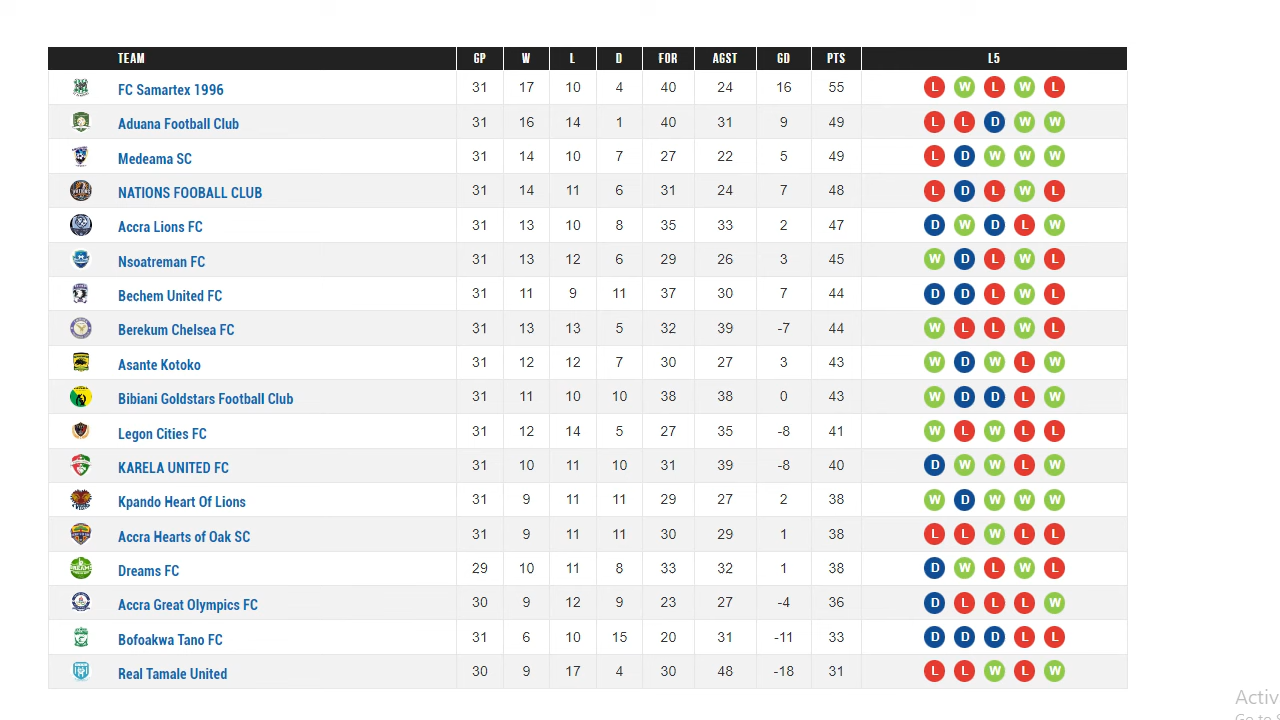 TEAM GP W L D FOR AGST GD PTS L5
FC Samartex 1996 31 17 10 4 40 24 16 55 L W L W L
Aduana Football Club 31 16 14 1 40 31 9 49 L L D W W
Medeama SC 31 14 10 7 27 22 5 49 L D W W W
NATIONS FOOBALL CLUB 31 14 11 6 31 24 7 48 L D L W L
Accra Lions FC 31 13 10 8 35 33 2 47 D W D L W
Nsoatreman FC 31 13 12 6 29 26 3 45 W D L W L
Bechem United FC 31 11 9 11 37 30 7 44 D D L W L
Berekum Chelsea FC 31 13 13 5 32 39 -7 44 W L L W L
Asante Kotoko 31 12 12 7 30 27 3 43 W D W L W
Bibiani Goldstars Football Club 31 11 10 10 38 38 0 43 W D D L W
Legon Cities FC 31 12 14 5 27 35 -8 41 W L W L L
KARELA UNITED FC 31 10 11 10 31 39 -8 40 D W W L W
Kpando Heart Of Lions 31 9 11 11 29 27 2 38 W D W W W
Accra Hearts of Oak SC 31 9 11 11 30 29 1 38 L L W L L
Dreams FC 29 10 11 8 33 32 1 38 D W L W L
Accra Great Olympics FC 30 9 12 9 23 27 -4 36 D L L L W
Bofoakwa Tano FC 31 6 10 15 20 31 -11 33 D D D L L
Real Tamale United 30 9 17 4 30 48 -18 31 L L W L W
Activ